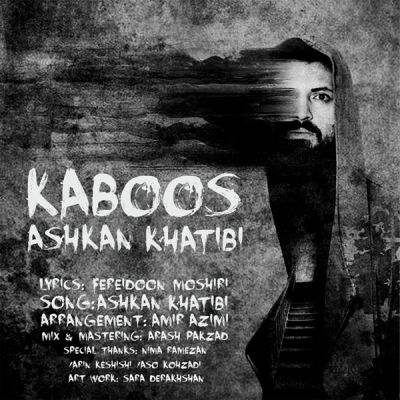 KABOOS
ASHKAN KHATIBI
LYRICS: FEREIDOON MOSHIRI
SONG:ASHKAN KHATIBI
ARRANGEMENT: AMIR AZIMI
MIX & MASTERING: ARASH PAKZAD
SPECIAL THANKS: NIMA RAMEZAN
/ARIN KESHISHI /ASO KOHZADI
ART WORK: SARA DERAKHSHAN